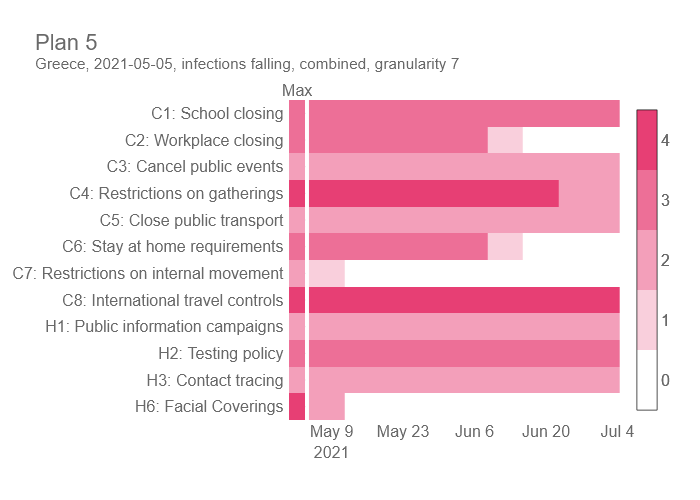 Plan 5
Greece, 2021-05-05, infections falling, combined, granularity 7
Max
C1: School closing
C2: Workplace closing
C3: Cancel public events
C4: Restrictions on gatherings
C5: Close public transport
C6: Stay at home requirements
C7: Restrictions on internal movement
C8: International travel controls
H1: Public information campaigns
H2: Testing policy
H3: Contact tracing
H6: Facial Coverings
May 9 May 23 Jun 6 Jun 20 Jul 4
2021
4
3
2
1
0